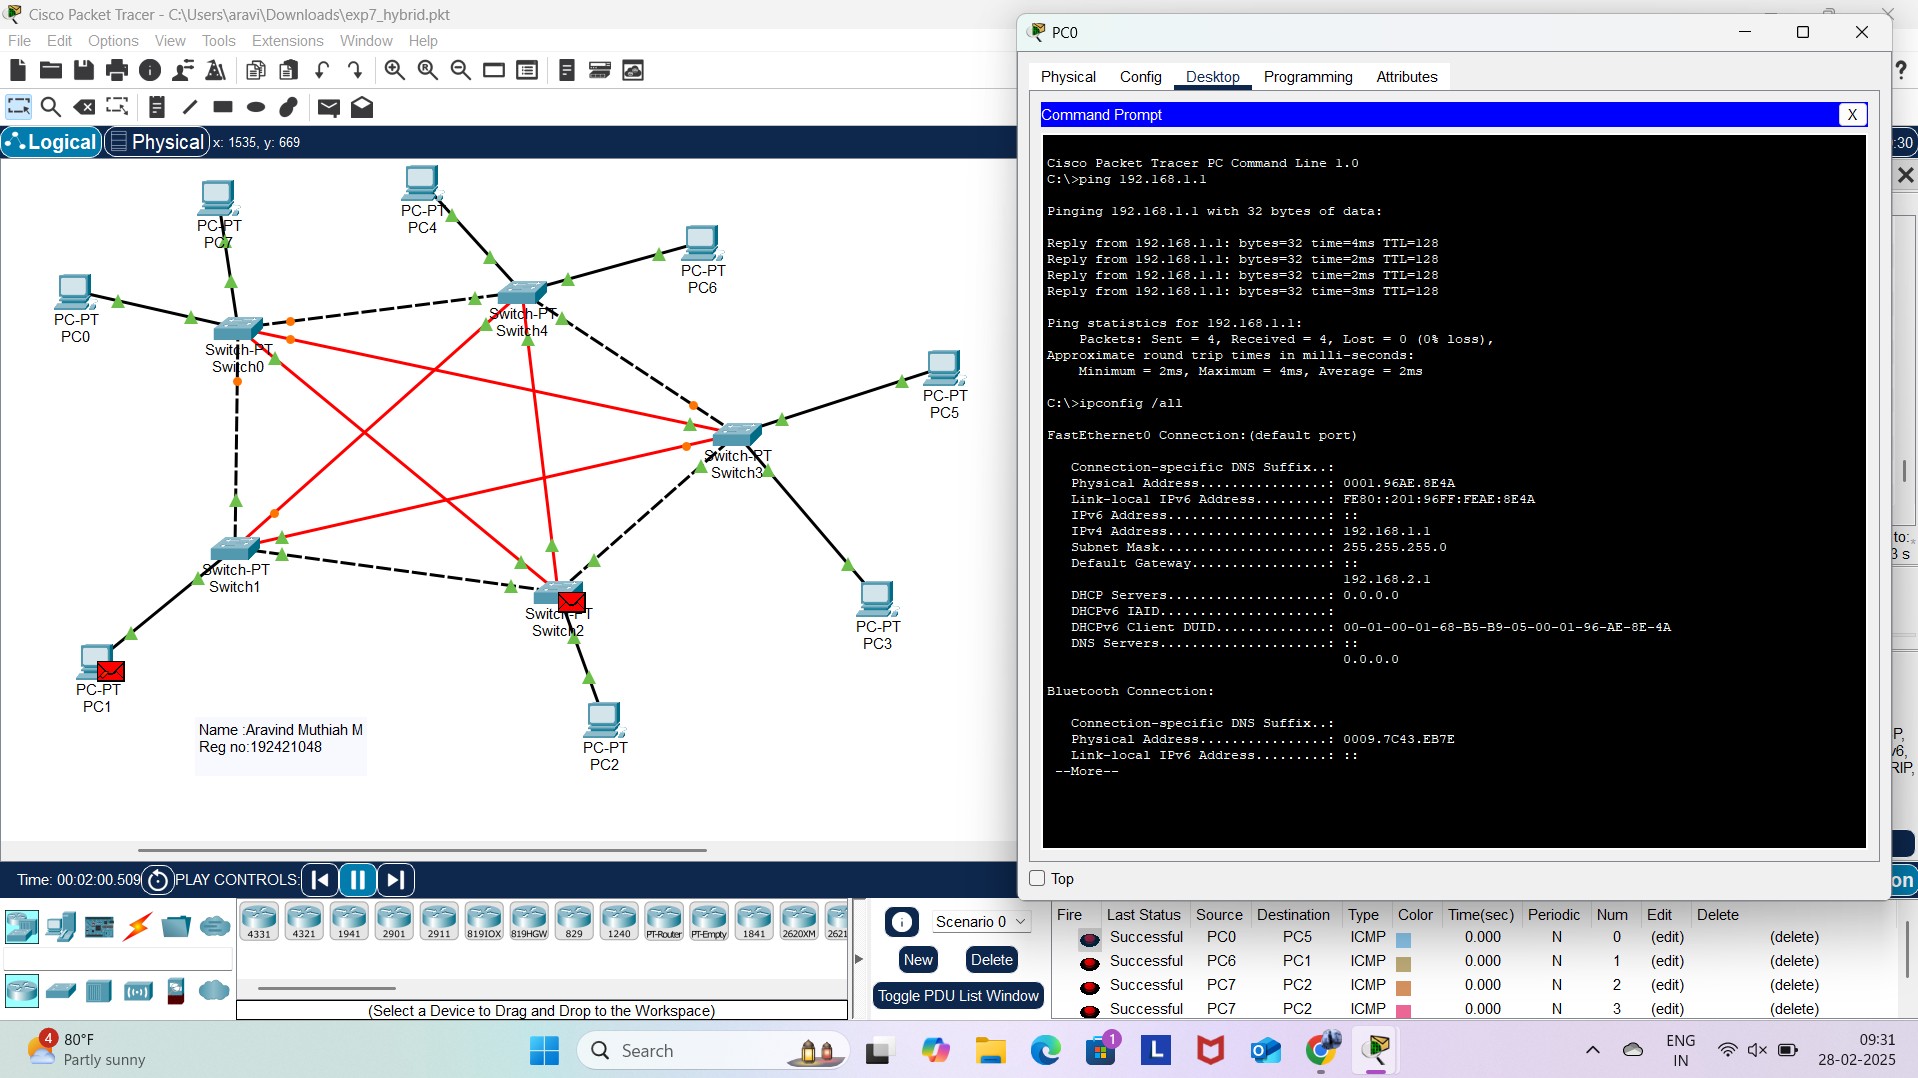 Cisco Packet Tracer - C:\Users\aravi\Downloads\exp7_hybrid.pkt
File Edit Options View Tools Extensions Window Help
Logical Physical x: 1535, y: 669
PC-PT
PC7
PC-PT
PC4
PC-PT
PC6
PC-PT
PC0
Switch-PT
Switch4
Switch-PT
Switch0
PC-PT
PC5
Switch-PT
Switch3
Switch-PT
Switch1
Switch-PT
Switch2
PC-PT
PC3
PC-PT
PC1
PC-PT
PC2
Name :Aravind Muthiah M
Reg no:192421048
PC0
Physical Config Desktop Programming Attributes
Command Prompt X
Cisco Packet Tracer PC Command Line 1.0
C:\>ping 192.168.1.1
Pinging 192.168.1.1 with 32 bytes of data:
Reply from 192.168.1.1: bytes=32 time=4ms TTL=128
Reply from 192.168.1.1: bytes=32 time=2ms TTL=128
Reply from 192.168.1.1: bytes=32 time=2ms TTL=128
Reply from 192.168.1.1: bytes=32 time=3ms TTL=128
Ping statistics for 192.168.1.1:
Packets: Sent = 4, Received = 4, Lost = 0 (0% loss),
Approximate round trip times in milli-seconds:
Minimum = 2ms, Maximum = 4ms, Average = 2ms
C:\>ipconfig /all
FastEthernet0 Connection:(default port)
Connection-specific DNS Suffix..:
Physical Address................: 0001.96AE.8E4A
Link-local IPv6 Address.........: FE80::201:96FF:FEAE:8E4A
IPv6 Address....................: ::
IPv4 Address....................: 192.168.1.1
Subnet Mask.....................: 255.255.255.0
Default Gateway.................: ::
192.168.2.1
DHCP Servers....................: 0.0.0.0
DHCPv6 IAID.....................:
DHCPv6 Client DUID..............: 00-01-00-01-68-B5-B9-05-00-01-96-AE-8E-4A
DNS Servers.....................: ::
0.0.0.0
Bluetooth Connection:
Connection-specific DNS Suffix..:
Physical Address................: 0009.7C43.EB7E
Link-local IPv6 Address.........: ::
--More--
Top
:30
to:
3 s
P,
v6,
RIP,
on
Time: 00:02:00.509 PLAY CONTROLS:
4331 4321 1941 2901 2911 819IOX 819HGW 829 1240 PT-Router PT-Empty 1841 2620XM 2621
(Select a Device to Drag and Drop to the Workspace)
Scenario 0
New Delete
Toggle PDU List Window
Fire Last Status Source Destination Type Color Time(sec) Periodic Num Edit Delete
Successful PC0 PC5 ICMP 0.000 N 0 (edit) (delete)
Successful PC6 PC1 ICMP 0.000 N 1 (edit) (delete)
Successful PC7 PC2 ICMP 0.000 N 2 (edit) (delete)
Successful PC7 PC2 ICMP 0.000 N 3 (edit) (delete)
4
80°F
Partly sunny
Search
1
L
ENG
IN
09:31
28-02-2025